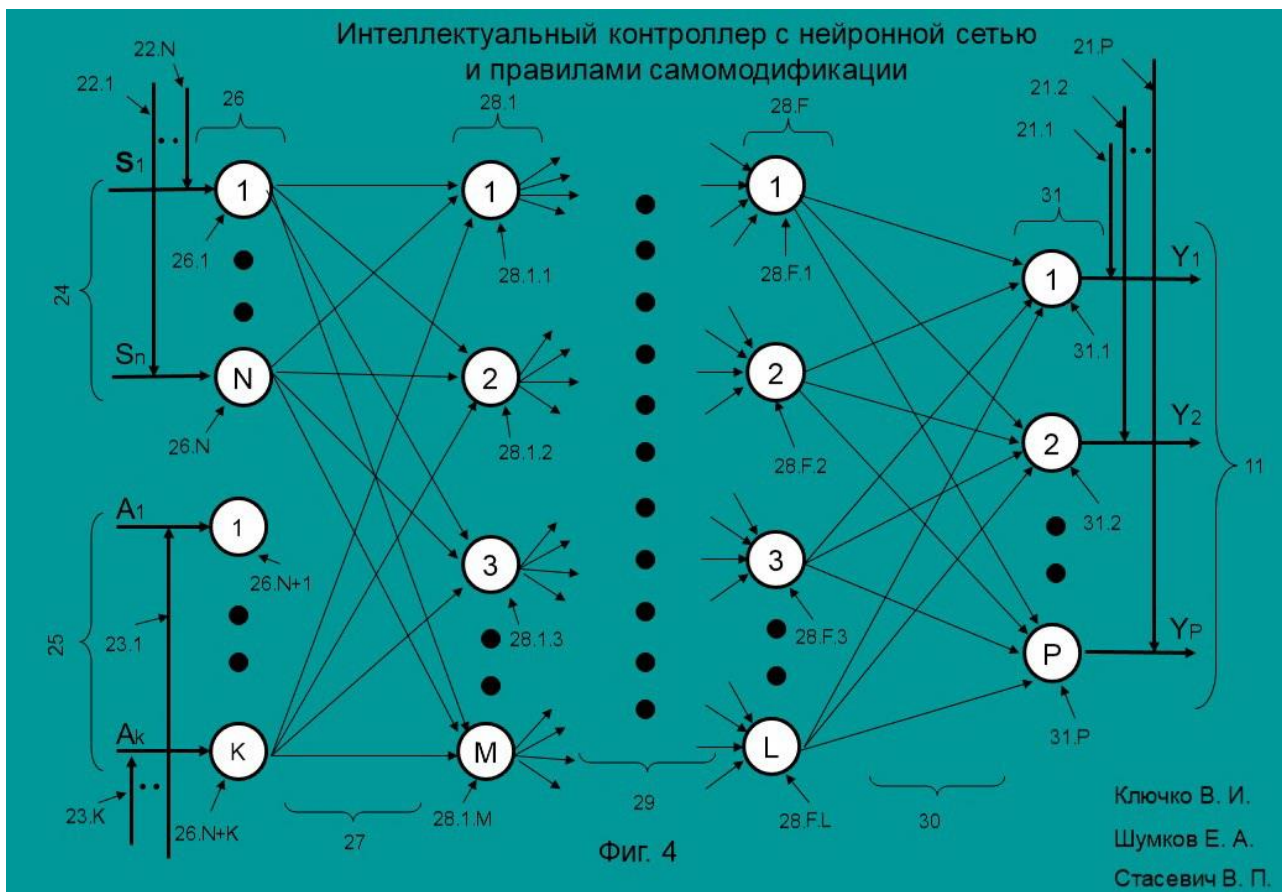 Интеллектуальный контроллер с нейронной сетью
и правилами самомодификации
22.N
22.1
26
28.1
28.F
21.P
21.2
21.1
31
S1
1
1
1
26.1
28.1.1
28.F.1
1
Y1
24
31.1
Sn
N
2
2
26.N
28.1.2
28.F.2
2
Y2
11
31.2
A1
1
26.N+1
3
3
25
23.1
28.1.3
28.F.3
P
YP
31.P
Ak
K
M
L
23.K
26.N+K
27
28.1.M
29
28.F.L
30
Фиг. 4
Ключко В. И.
Шумков Е. А.
Стасевич В. П.